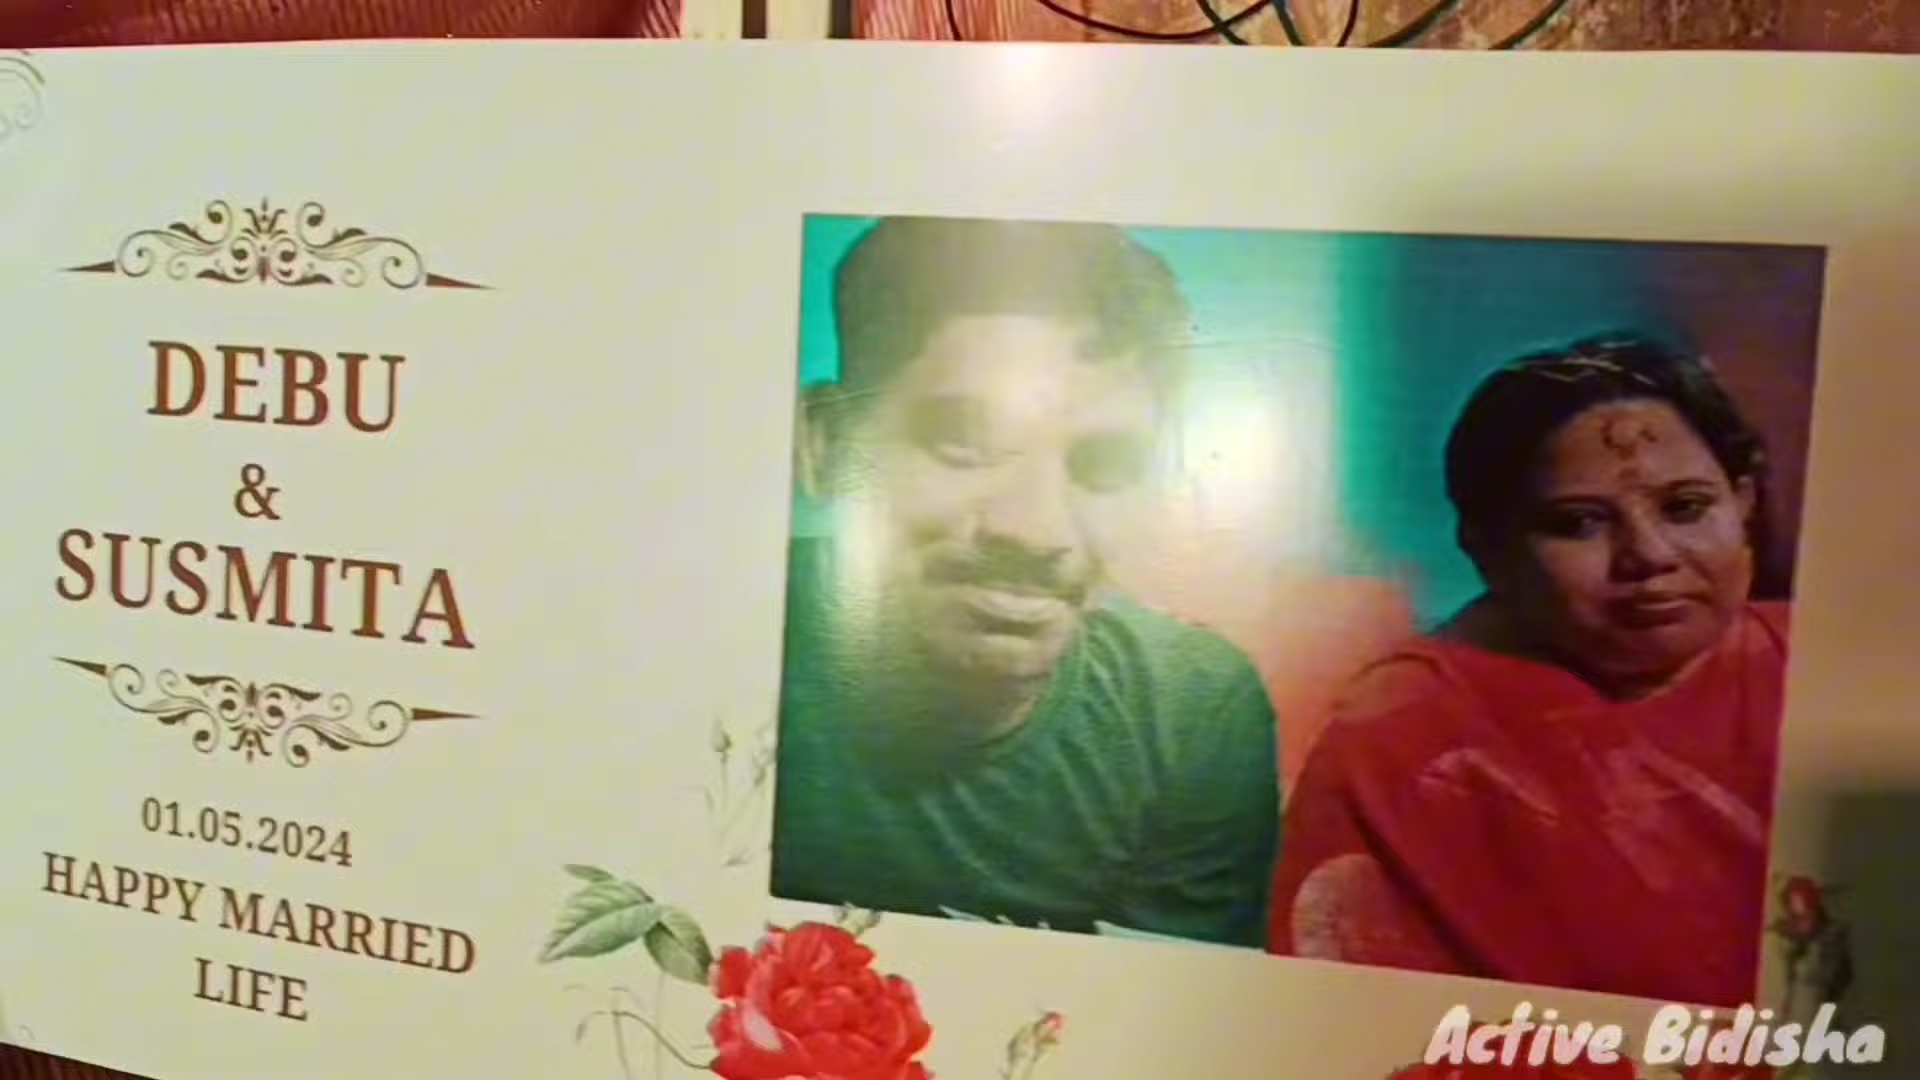 DEBU
&
SUSMITA
01.05.2024
HAPPY MARRIED
LIFE
Active Bidisha